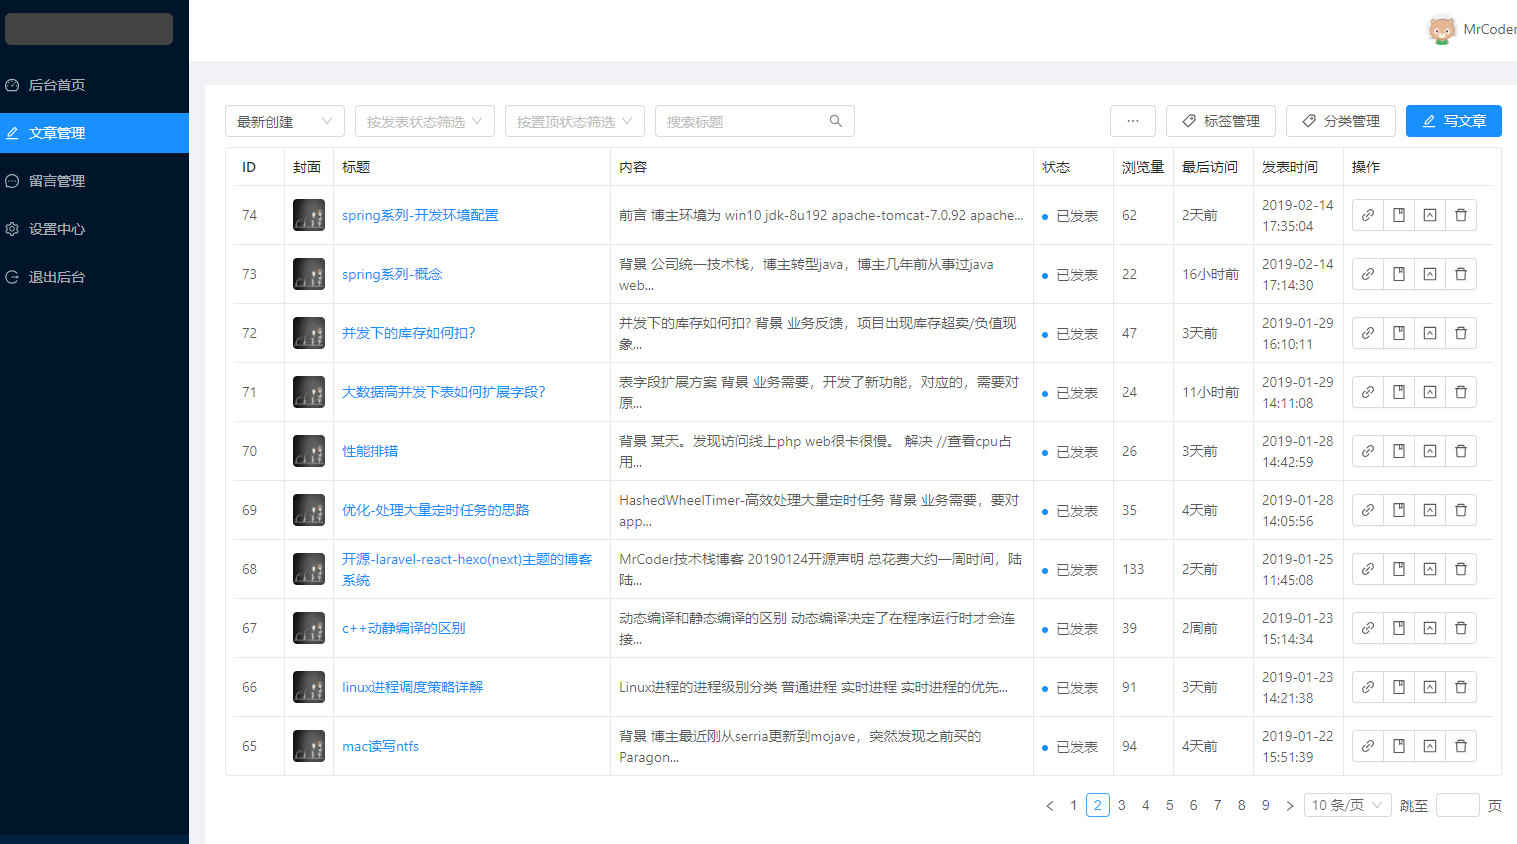 MrCoder
后台首页
文章管理
留言管理
设置中心
退出后台
最新创建 按发表状态筛选 按置顶状态筛选 搜索标题 ... 标签管理 分类管理 写文章
ID 封面 标题 内容 状态 浏览量 最后访问 发表时间 操作
74 spring系列-开发环境配置 前言 博主环境为 win10 jdk-8u192 apache-tomcat-7.0.92 apache... 已发表 62 2天前 2019-02-14
17:35:04
73 spring系列-概念 背景 公司统一技术栈，博主转型java，博主几年前从事过java 已发表 22 16小时前 2019-02-14
web... 17:14:30
72 并发下的库存如何扣? 并发下的库存如何扣? 背景 业务反馈，项目出现库存超卖/负值现 已发表 47 3天前 2019-01-29
象... 16:10:11
71 大数据高并发下表如何扩展字段? 表字段扩展方案 背景 业务需要，开发了新功能，对应的，需要对 已发表 24 11小时前 2019-01-29
原... 14:11:08
70 性能排错 背景 某天。发现访问线上php web很卡很慢。 解决 //查看cpu占 已发表 26 3天前 2019-01-28
用... 14:42:59
69 优化-处理大量定时任务的思路 HashedWheelTimer-高效处理大量定时任务 背景 业务需要，要对 已发表 35 4天前 2019-01-28
app... 14:05:56
68 开源-laravel-react-hexo(next)主题的博客 MrCoder技术栈博客 20190124开源声明 总花费大约一周时间，陆 已发表 133 2天前 2019-01-25
系统 陆... 11:45:08
67 c++动静编译的区别 动态编译和静态编译的区别 动态编译决定了在程序运行时才会连 已发表 39 2周前 2019-01-23
接... 15:14:34
66 linux进程调度策略详解 Linux进程的进程级别分类 普通进程 实时进程 实时进程的优先... 已发表 91 3天前 2019-01-23
14:21:38
65 mac读写ntfs 背景 博主最近刚从serria更新到mojave，突然发现之前买的 已发表 94 4天前 2019-01-22
Paragon... 15:51:39
1 2 3 4 5 6 7 8 9 10 条/页 跳至 页